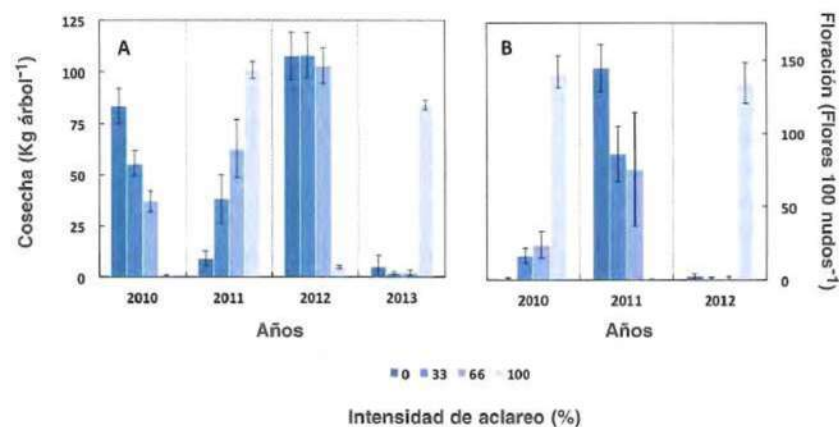 A
Cosecha (Kg árbol⁻¹)
125
100
75
50
25
0
2010 2011 2012 2013
Años
B
150
100
50
0
Floración (Flores 100 nudos⁻¹)
2010 2011 2012
Años
0 33 66 100
Intensidad de aclareo (%)